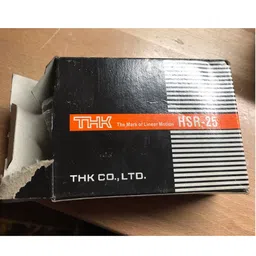 THK The Mark of Linear Motion HSR-25
THK CO., LTD.